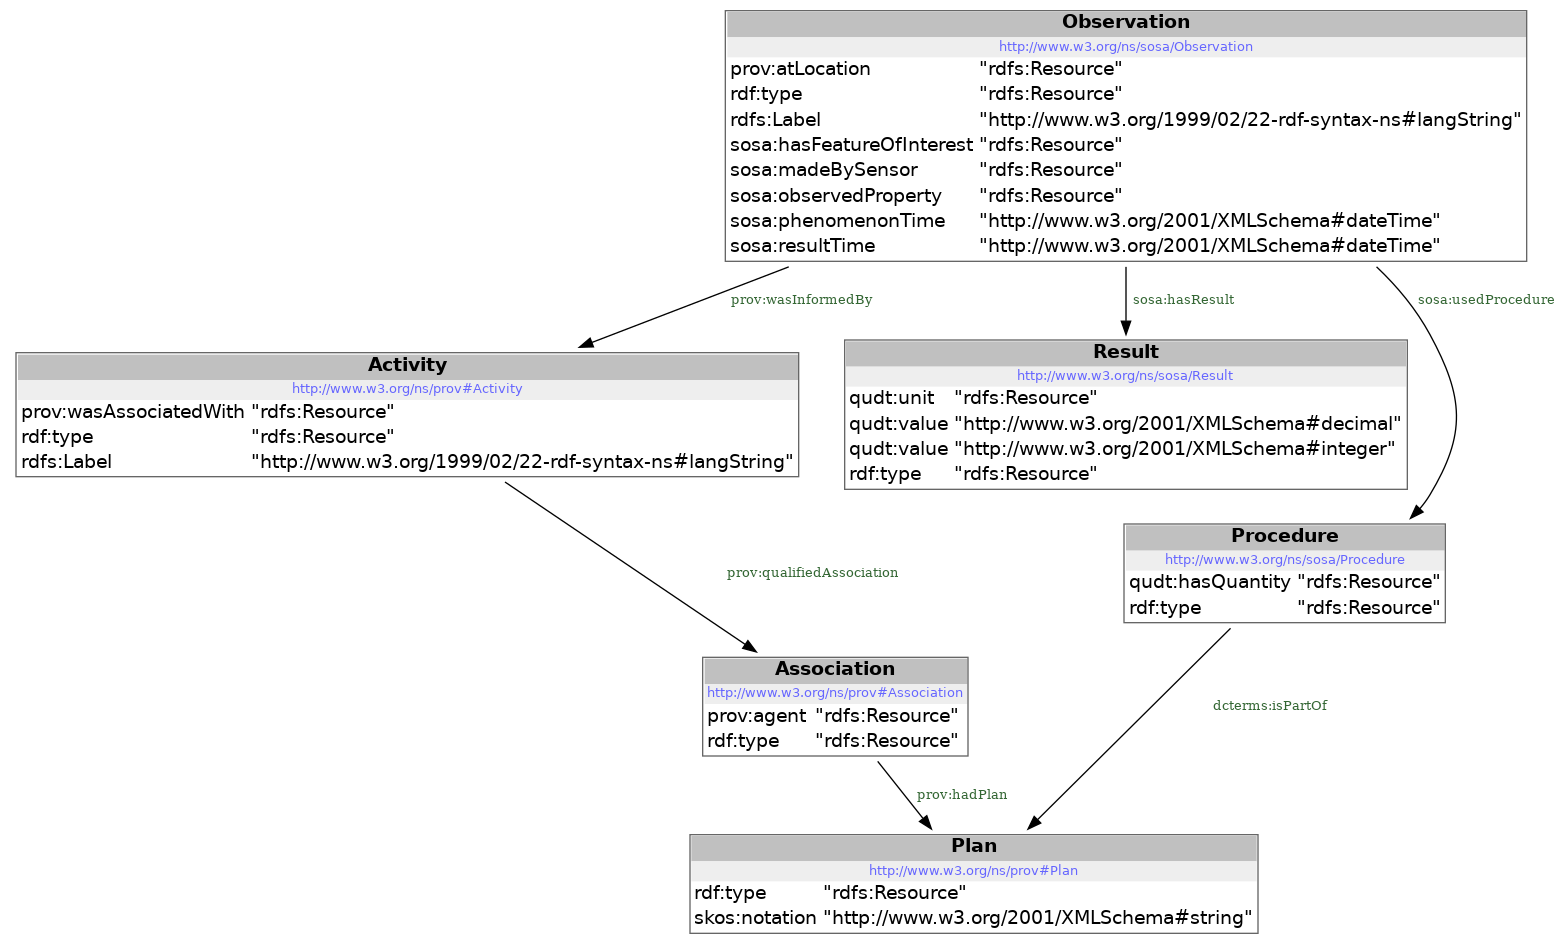 Observation
http://www.w3.org/ns/sosa/Observation
prov:atLocation "rdfs:Resource"
rdf:type "rdfs:Resource"
rdfs:Label "http://www.w3.org/1999/02/22-rdf-syntax-ns#langString"
sosa:hasFeatureOfInterest "rdfs:Resource"
sosa:madeBySensor "rdfs:Resource"
sosa:observedProperty "rdfs:Resource"
sosa:phenomenonTime "http://www.w3.org/2001/XMLSchema#dateTime"
sosa:resultTime "http://www.w3.org/2001/XMLSchema#dateTime"
prov:wasInformedBy
sosa:hasResult
sosa:usedProcedure
Activity
http://www.w3.org/ns/prov#Activity
prov:wasAssociatedWith "rdfs:Resource"
rdf:type "rdfs:Resource"
rdfs:Label "http://www.w3.org/1999/02/22-rdf-syntax-ns#langString"
Result
http://www.w3.org/ns/sosa/Result
qudt:unit "rdfs:Resource"
qudt:value "http://www.w3.org/2001/XMLSchema#decimal"
qudt:value "http://www.w3.org/2001/XMLSchema#integer"
rdf:type "rdfs:Resource"
Procedure
http://www.w3.org/ns/sosa/Procedure
qudt:hasQuantity "rdfs:Resource"
rdf:type "rdfs:Resource"
prov:qualifiedAssociation
Association
http://www.w3.org/ns/prov#Association
prov:agent "rdfs:Resource"
rdf:type "rdfs:Resource"
dcterms:isPartOf
prov:hadPlan
Plan
http://www.w3.org/ns/prov#Plan
rdf:type "rdfs:Resource"
skos:notation "http://www.w3.org/2001/XMLSchema#string"